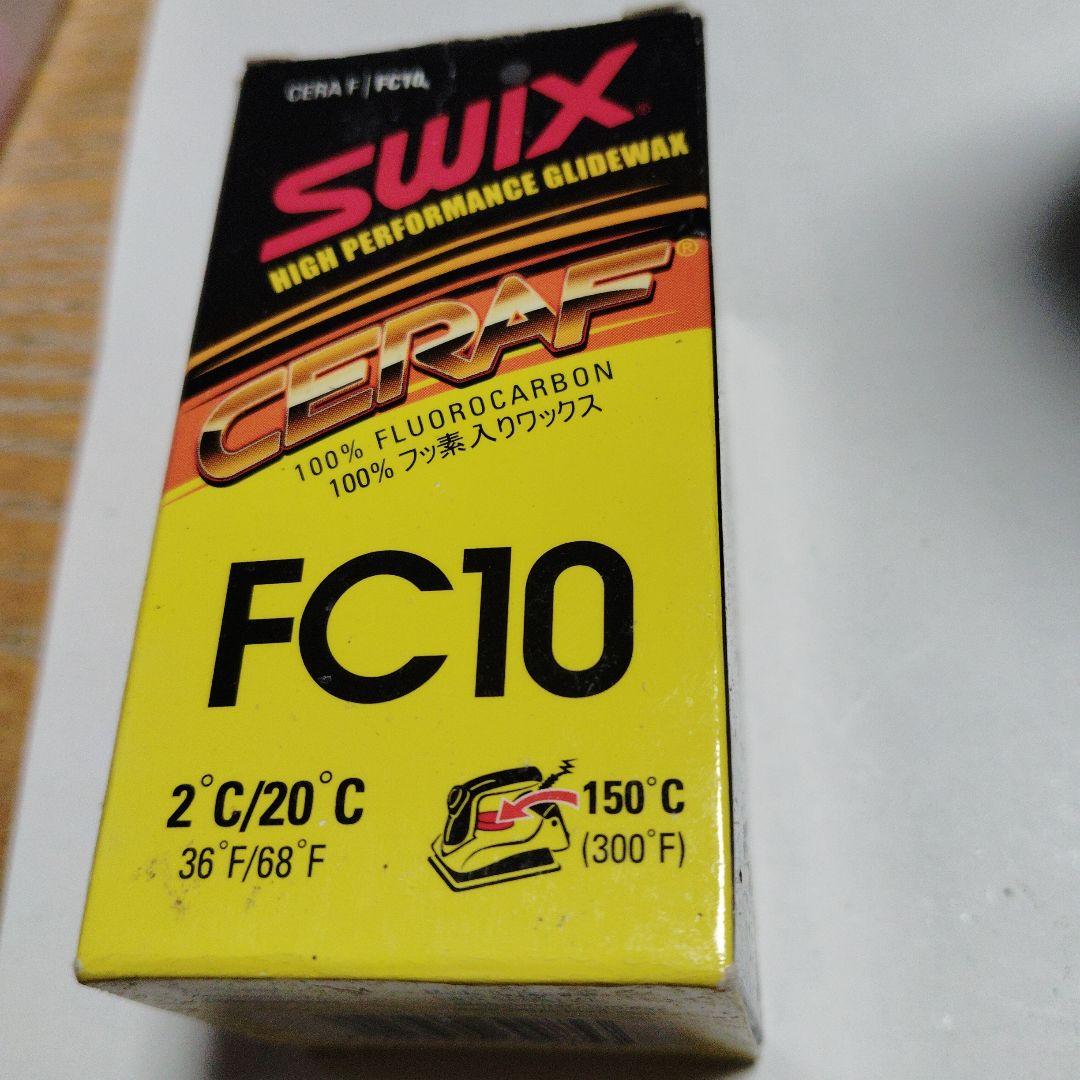 CERA F / FC10,
SWIX®
HIGH PERFORMANCE GLIDEWAX
CERAF®
100% FLUOROCARBON
100% フッ素入りワックス
FC10
2°C/20°C
36°F/68°F
150°C
(300°F)